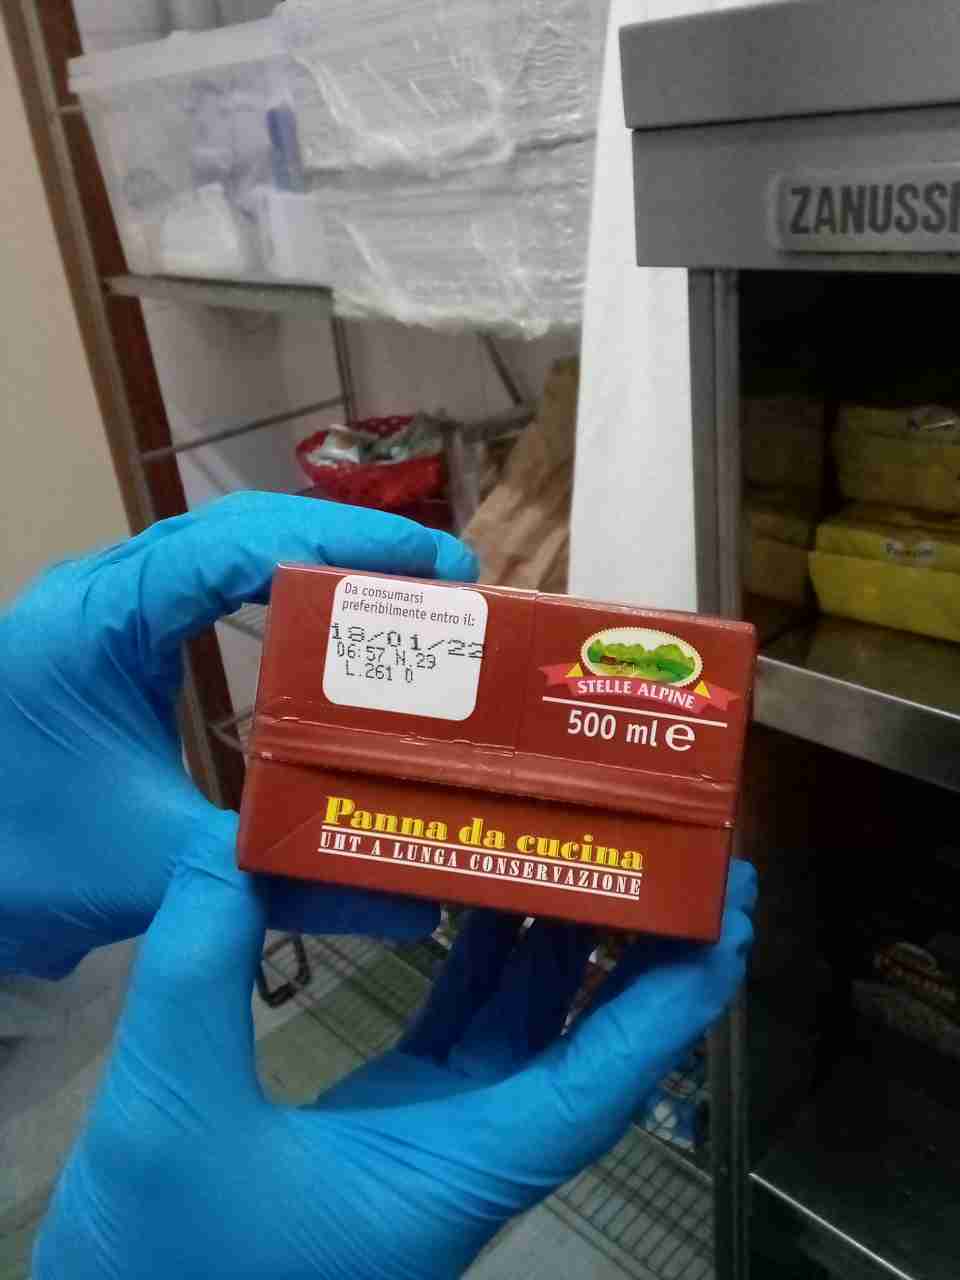 ZANUSSI
Da consumarsi
preferibilmente entro il:
18/01/22
06:57 N.29
L.261 D
STELLE ALPINE
500 ml e
Panna da cucina
UHT A LUNGA CONSERVAZIONE